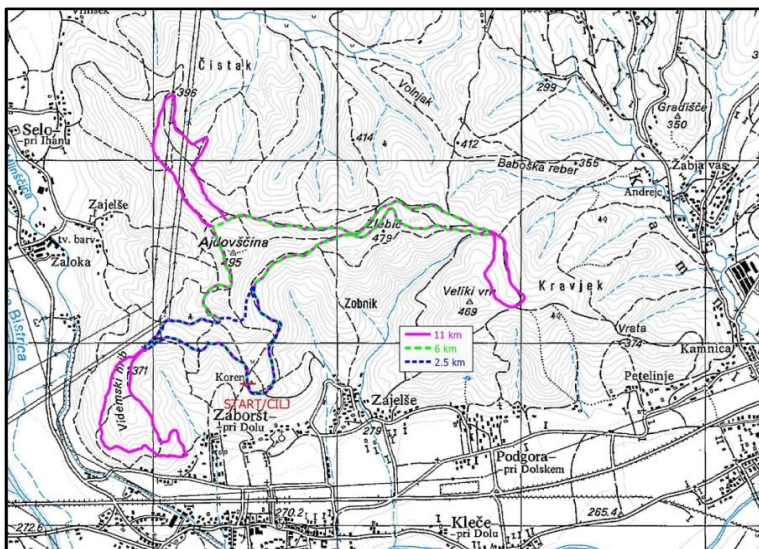 Čistak
396
Volnjak
299
Gradišče
350
Selo
pri Ihanu
414
412
Baboška reber
355
Žabja vas
Andrejc
Zajelše
Ajdovščina
495
Žlebič
479
tv. barv
Zaloka
Veliki vrh
469
Kravjek
Zobnik
Bistrica
11 km
6 km
2.5 km
Vrata
374
Kamnica
Videmski hrib
371
Koren
START/CILJ
Petelinje
Zaboršt
pri Dolu
Zajelše
279
Podgora
pri Dolskem
270.2
272.6
265.4
Kleče
pri Dolu